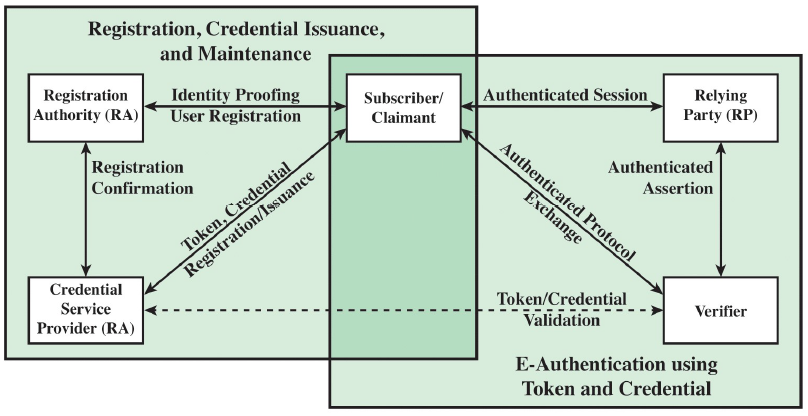 Registration, Credential Issuance,
and Maintenance
Registration
Authority (RA)
Identity Proofing
User Registration
Subscriber/
Claimant
Authenticated Session
Relying
Party (RP)
Registration
Confirmation
Token, Credential
Registration/Issuance
Authenticated Protocol
Exchange
Authenticated
Assertion
Credential
Service
Provider (RA)
Token/Credential
Validation
Verifier
E-Authentication using
Token and Credential